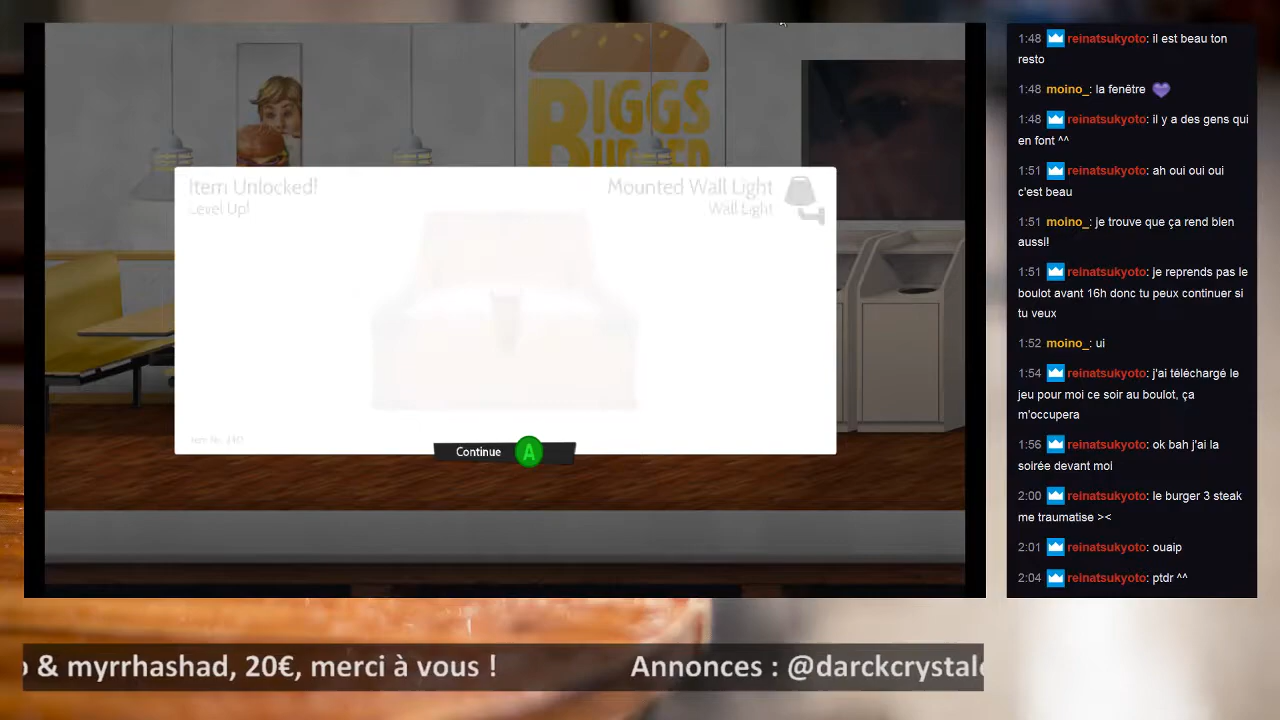 BIGGS
BURGER
Item Unlocked!
Level Up!
Mounted Wall Light
Wall Light
Continue A
1:48 reinatsukyoto: il est beau ton
resto
1:48 moino_: la fenêtre
1:48 reinatsukyoto: il y a des gens qui
en font ^^
1:51 reinatsukyoto: ah oui oui oui
c'est beau
1:51 moino_: je trouve que ça rend bien
aussi!
1:51 reinatsukyoto: je reprends pas le
boulot avant 16h donc tu peux continuer si
tu veux
1:52 moino_: ui
1:54 reinatsukyoto: j'ai téléchargé le
jeu pour moi ce soir au boulot, ça
m'occupera
1:56 reinatsukyoto: ok bah j'ai la
soirée devant moi
2:00 reinatsukyoto: le burger 3 steak
me traumatise ><
2:01 reinatsukyoto: ouaip
2:04 reinatsukyoto: ptdr ^^
& myrrhashad, 20€, merci à vous ! Annonces : @darckcrystale